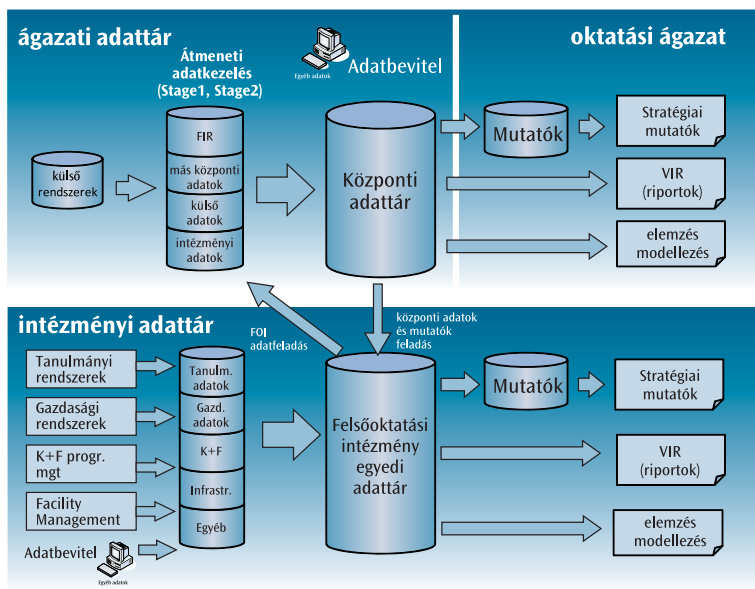 ágazati adattár
oktatási ágazat
Átmeneti
adatkezelés
(Stage1, Stage2)
Egyéb adatok
Adatbevitel
külső
rendszerek
FIR
más központi
adatok
külső
adatok
intézményi
adatok
Központi
adattár
Mutatók
Stratégiai
mutatók
VIR
(riportok)
elemzés
modellezés
intézményi adattár
FOI
adatfeladás
központi adatok
és mutatók
feladás
Tanulmányi
rendszerek
Gazdasági
rendszerek
K+F progr.
mgt
Facility
Management
Adatbevitel
Egyéb adatok
Tanulm.
adatok
Gazd.
adatok
K+F
Infrastr.
Egyéb
Felsőoktatási
intézmény
egyedi
adattár
Mutatók
Stratégiai
mutatók
VIR
(riportok)
elemzés
modellezés